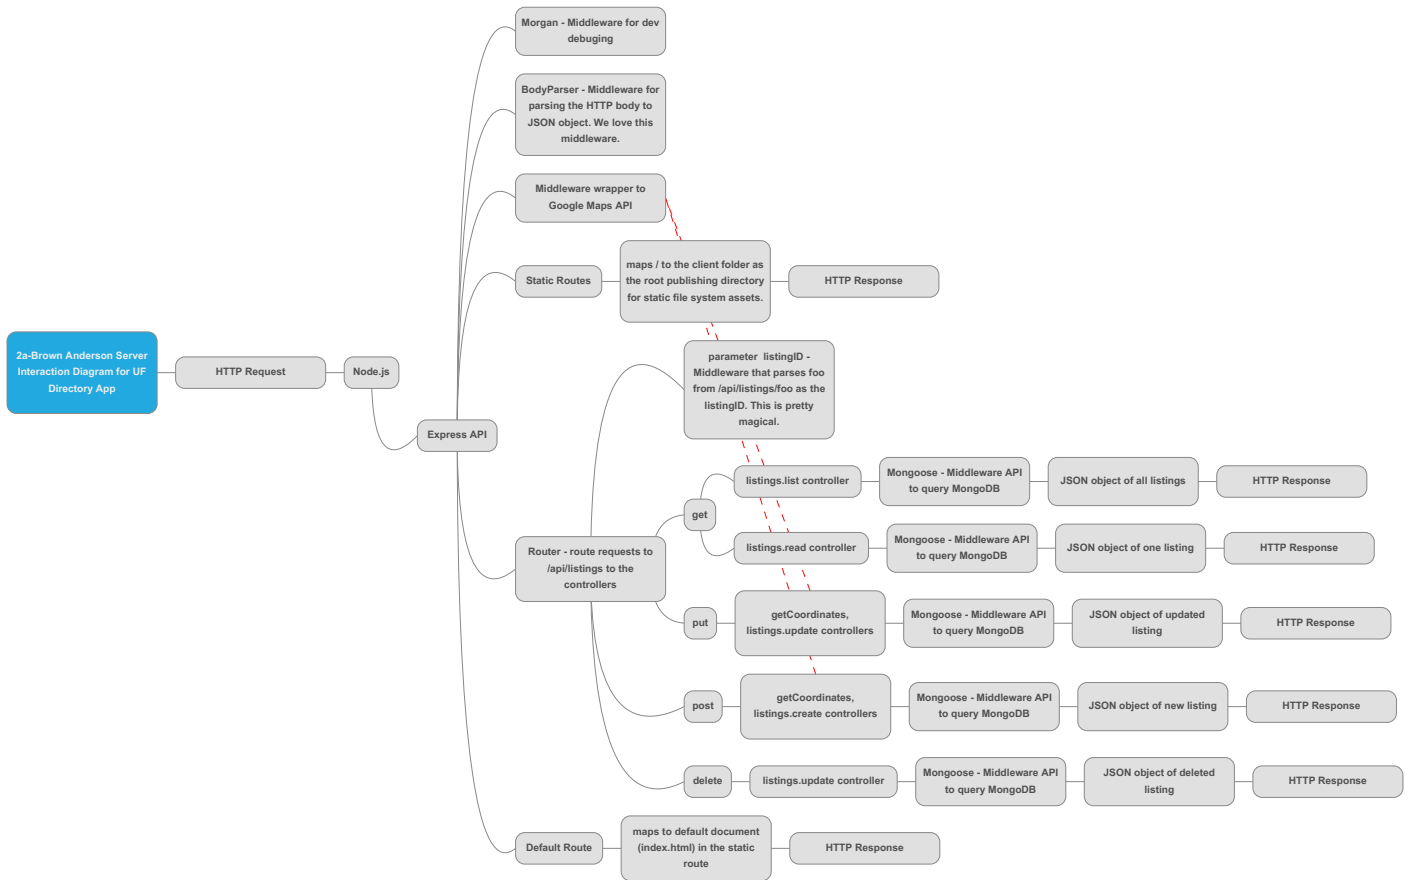 Morgan - Middleware for dev
debuging
BodyParser - Middleware for
parsing the HTTP body to
JSON object. We love this
middleware.
Middleware wrapper to
Google Maps API
Static Routes
maps / to the client folder as
the root publishing directory
for static file system assets.
HTTP Response
2a-Brown Anderson Server
Interaction Diagram for UF
Directory App
HTTP Request
Node.js
Express API
parameter  listingID -
Middleware that parses foo
from /api/listings/foo as the
listingID. This is pretty
magical.
Router - route requests to
/api/listings to the
controllers
get
listings.list controller
Mongoose - Middleware API
to query MongoDB
JSON object of all listings
HTTP Response
listings.read controller
Mongoose - Middleware API
to query MongoDB
JSON object of one listing
HTTP Response
put
getCoordinates,
listings.update controllers
Mongoose - Middleware API
to query MongoDB
JSON object of updated
listing
HTTP Response
post
getCoordinates,
listings.create controllers
Mongoose - Middleware API
to query MongoDB
JSON object of new listing
HTTP Response
delete
listings.update controller
Mongoose - Middleware API
to query MongoDB
JSON object of deleted
listing
HTTP Response
Default Route
maps to default document
(index.html) in the static
route
HTTP Response